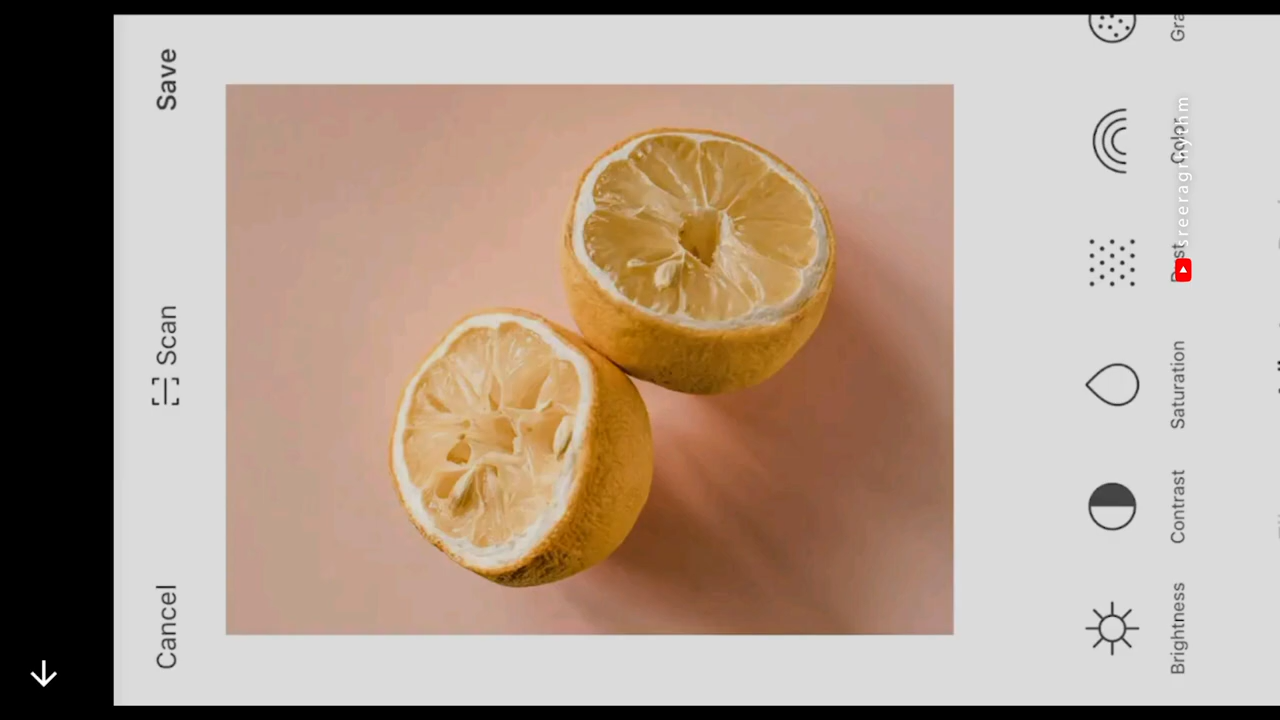 Cancel
Scan
Save
Brightness
Contrast
Saturation
Color
sreeragrhythm